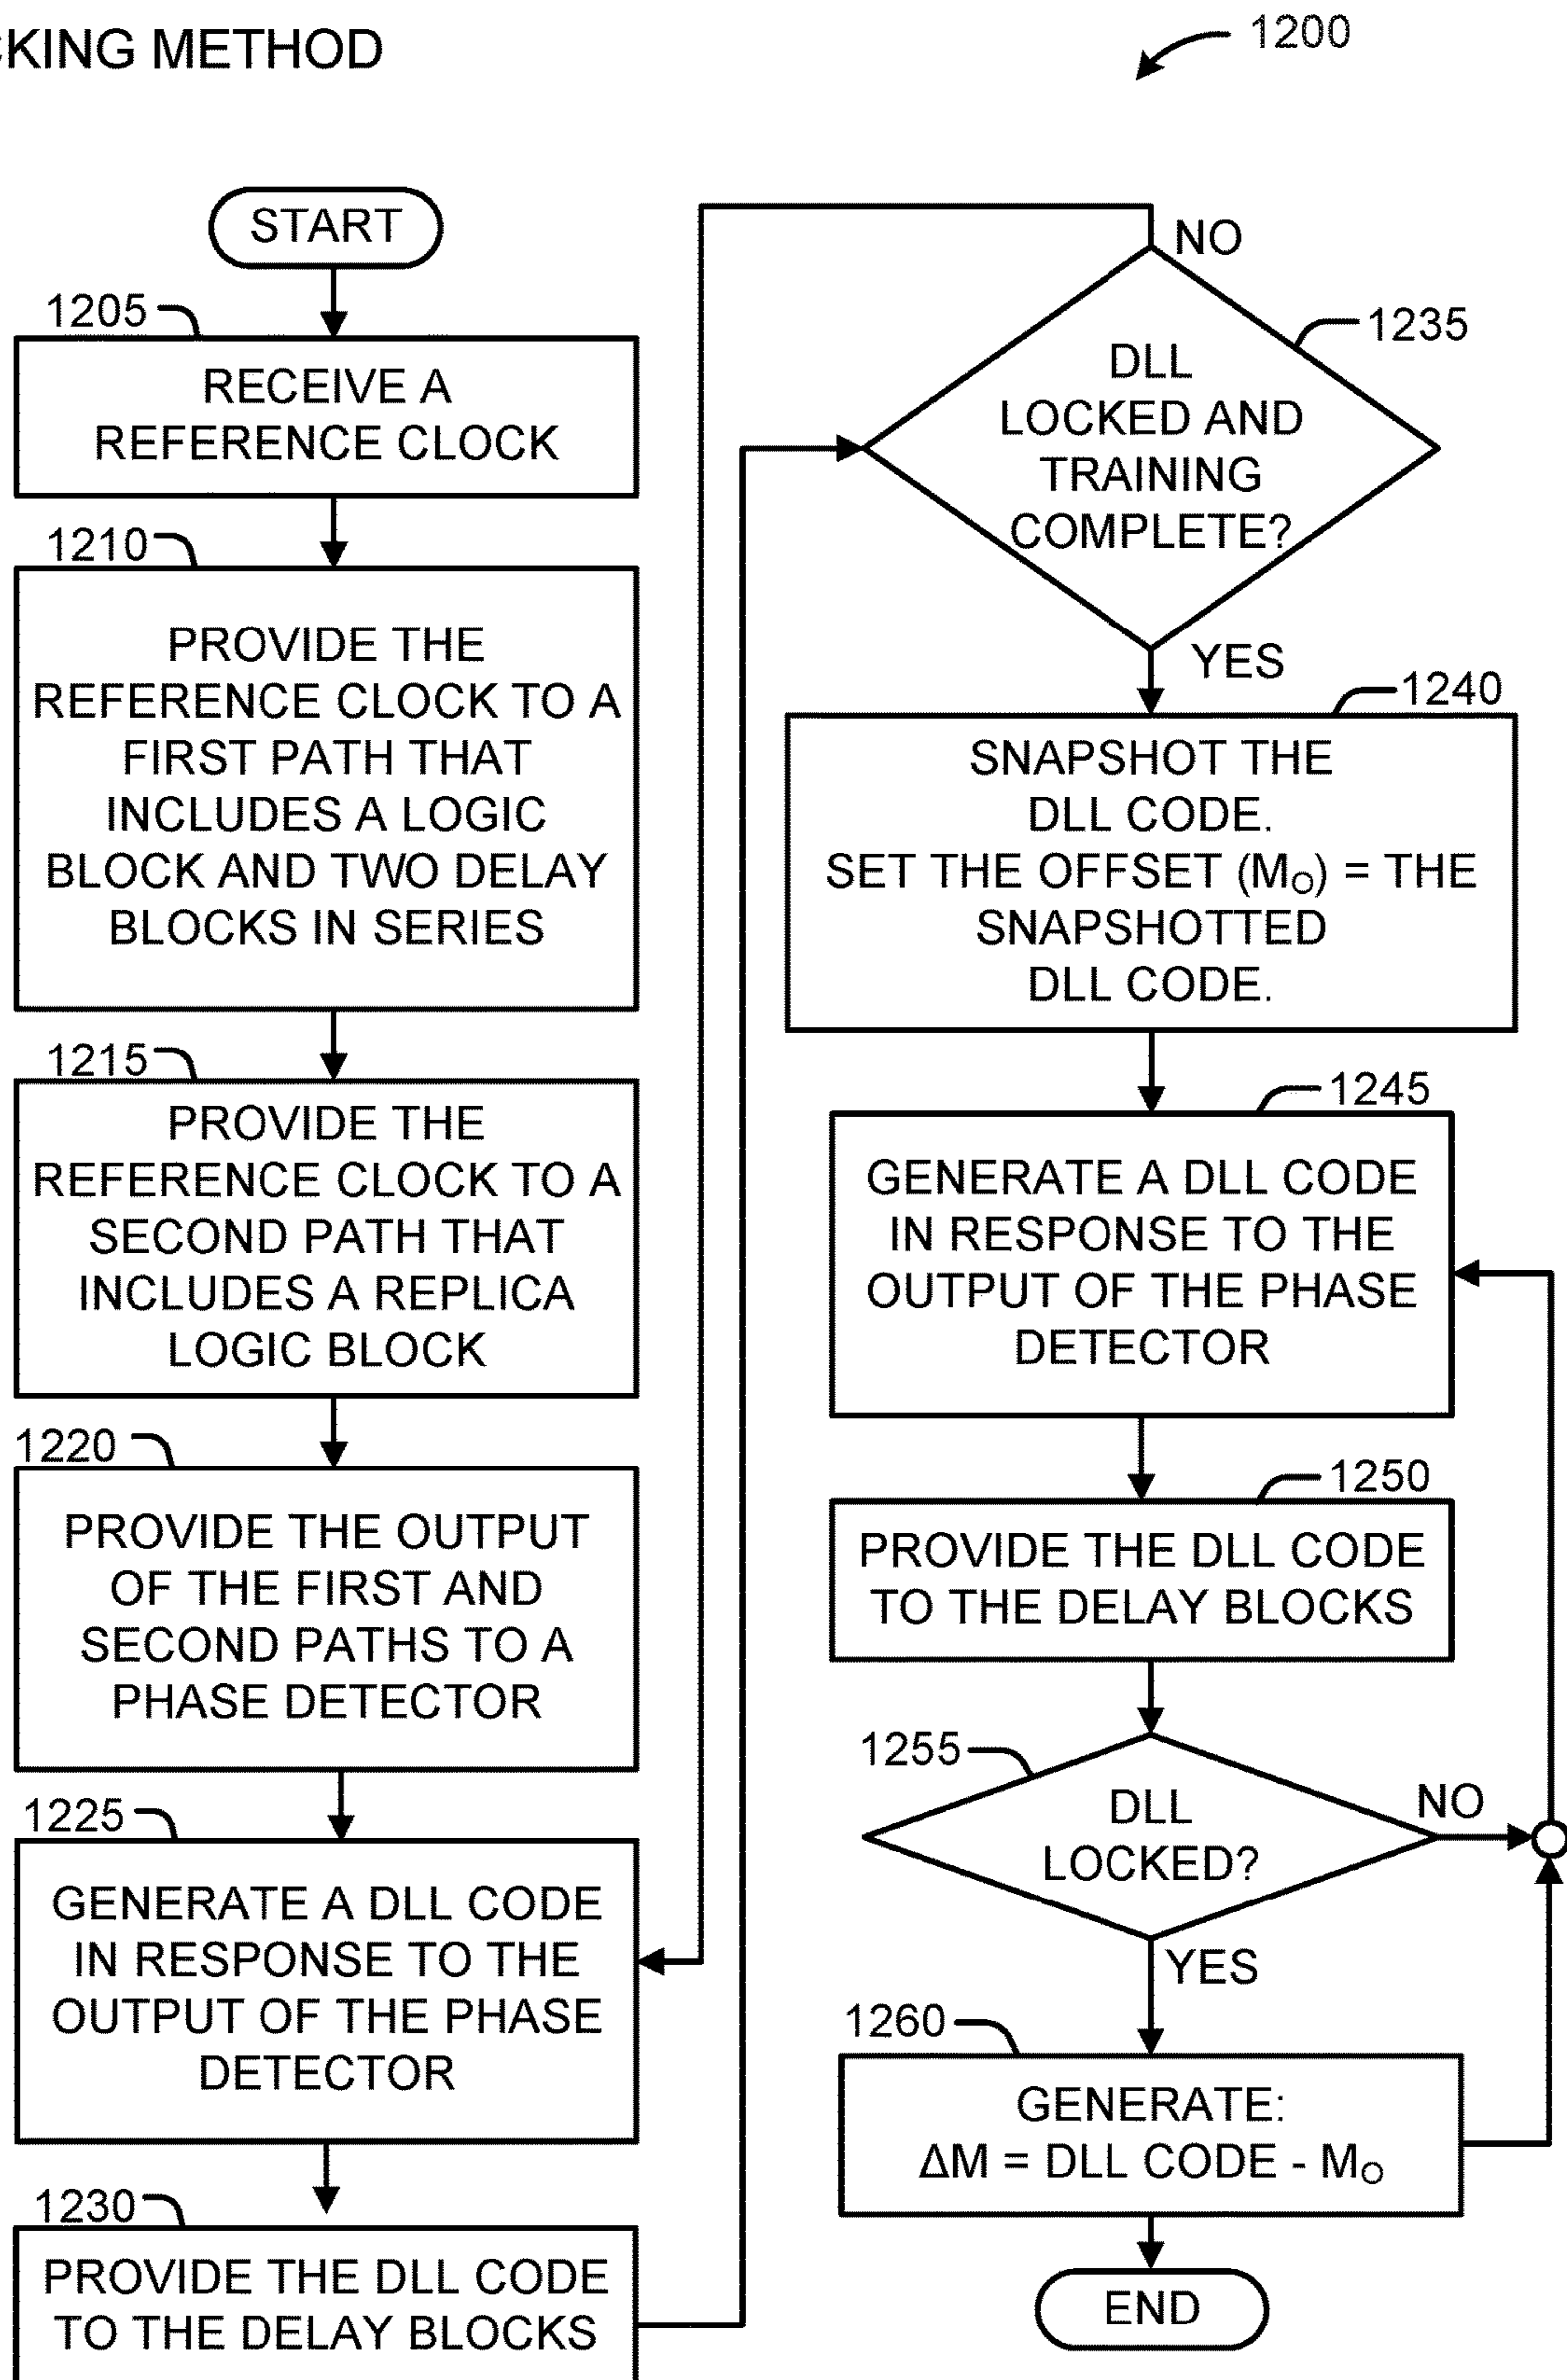 CKING METHOD
1200
START
1205
RECEIVE A
REFERENCE CLOCK
1210
PROVIDE THE
REFERENCE CLOCK TO A
FIRST PATH THAT
INCLUDES A LOGIC
BLOCK AND TWO DELAY
BLOCKS IN SERIES
1215
PROVIDE THE
REFERENCE CLOCK TO A
SECOND PATH THAT
INCLUDES A REPLICA
LOGIC BLOCK
1220
PROVIDE THE OUTPUT
OF THE FIRST AND
SECOND PATHS TO A
PHASE DETECTOR
1225
GENERATE A DLL CODE
IN RESPONSE TO THE
OUTPUT OF THE PHASE
DETECTOR
1230
PROVIDE THE DLL CODE
TO THE DELAY BLOCKS
NO
1235
DLL
LOCKED AND
TRAINING
COMPLETE?
YES
1240
SNAPSHOT THE
DLL CODE.
SET THE OFFSET (MO) = THE
SNAPSHOTTED
DLL CODE.
1245
GENERATE A DLL CODE
IN RESPONSE TO THE
OUTPUT OF THE PHASE
DETECTOR
1250
PROVIDE THE DLL CODE
TO THE DELAY BLOCKS
1255
DLL
LOCKED?
NO
YES
1260
GENERATE:
ΔM = DLL CODE - MO
END